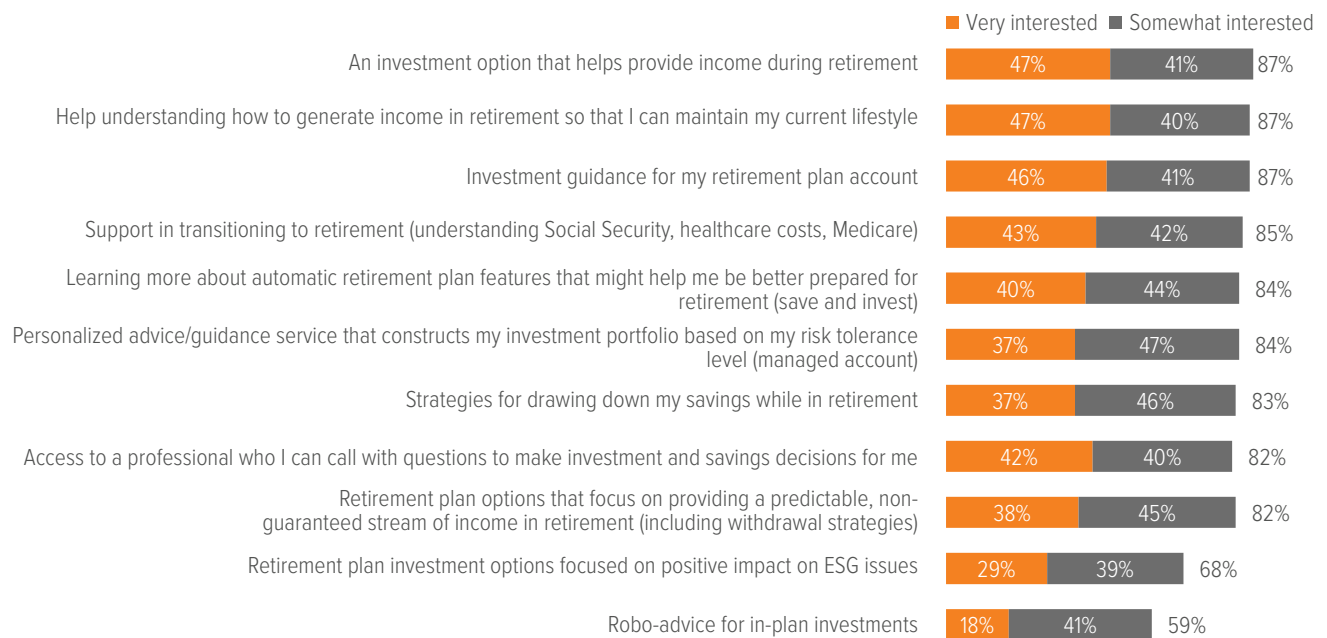 Very interested Somewhat interested
An investment option that helps provide income during retirement 47% 41% 87%
Help understanding how to generate income in retirement so that I can maintain my current lifestyle 47% 40% 87%
Investment guidance for my retirement plan account 46% 41% 87%
Support in transitioning to retirement (understanding Social Security, healthcare costs, Medicare) 43% 42% 85%
Learning more about automatic retirement plan features that might help me be better prepared for
retirement (save and invest) 40% 44% 84%
Personalized advice/guidance service that constructs my investment portfolio based on my risk tolerance
level (managed account) 37% 47% 84%
Strategies for drawing down my savings while in retirement 37% 46% 83%
Access to a professional who I can call with questions to make investment and savings decisions for me 42% 40% 82%
Retirement plan options that focus on providing a predictable, non-
guaranteed stream of income in retirement (including withdrawal strategies) 38% 45% 82%
Retirement plan investment options focused on positive impact on ESG issues 29% 39% 68%
Robo-advice for in-plan investments 18% 41% 59%